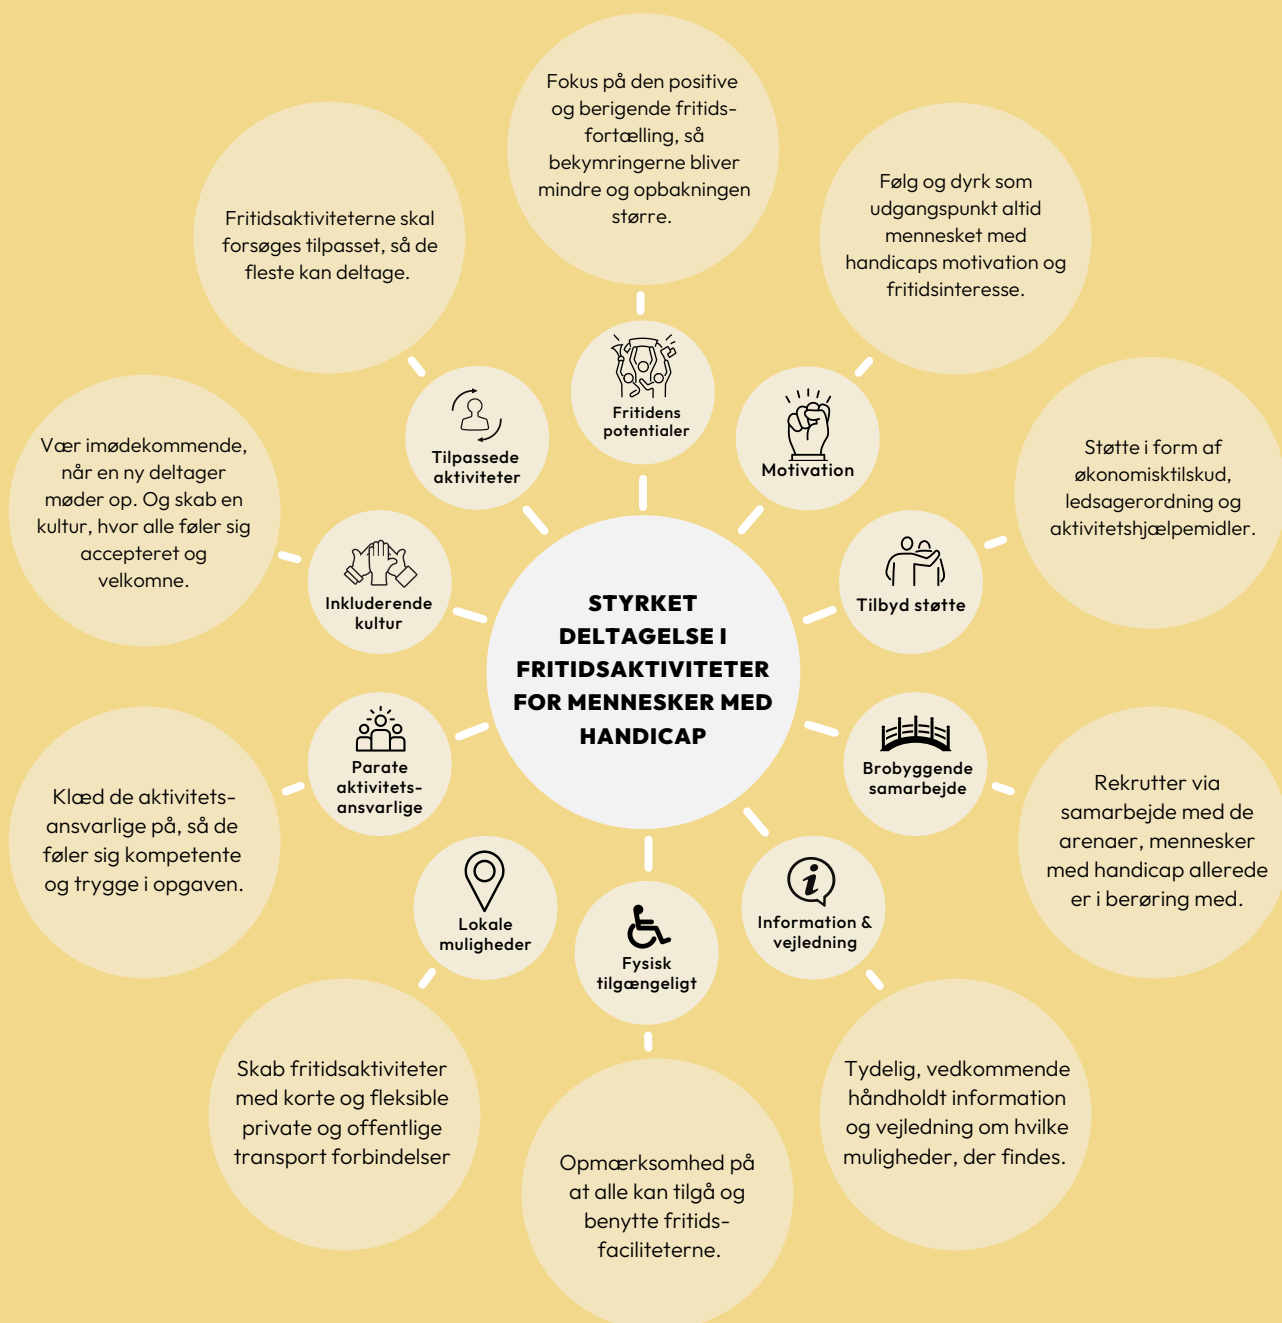 STYRKET
DELTAGELSE I
FRITIDSAKTIVITETER
FOR MENNESKER MED
HANDICAP
Fokus på den positive
og berigende fritids-
fortælling, så
bekymringerne bliver
mindre og opbakningen
større.
Fritidens
potentialer
Følg og dyrk som
udgangspunkt altid
mennesket med
handicaps motivation og
fritidsinteresse.
Motivation
Støtte i form af
økonomisktilskud,
ledsagerordning og
aktivitetshjælpemidler.
Tilbyd støtte
Brobyggende
samarbejde
Rekrutter via
samarbejde med de
arenaer, mennesker
med handicap allerede
er i berøring med.
Information &
vejledning
Tydelig, vedkommende
håndholdt information
og vejledning om hvilke
muligheder, der findes.
Fysisk
tilgængeligt
Opmærksomhed på
at alle kan tilgå og
benytte fritids-
faciliteterne.
Lokale
muligheder
Skab fritidsaktiviteter
med korte og fleksible
private og offentlige
transport forbindelser
Parate
aktivitets-
ansvarlige
Klæd de aktivitets-
ansvarlige på, så de
føler sig kompetente
og trygge i opgaven.
Inkluderende
kultur
Vær imødekommende,
når en ny deltager
møder op. Og skab en
kultur, hvor alle føler sig
accepteret og
velkomne.
Tilpassede
aktiviteter
Fritidsaktiviteterne skal
forsøges tilpasset, så de
fleste kan deltage.